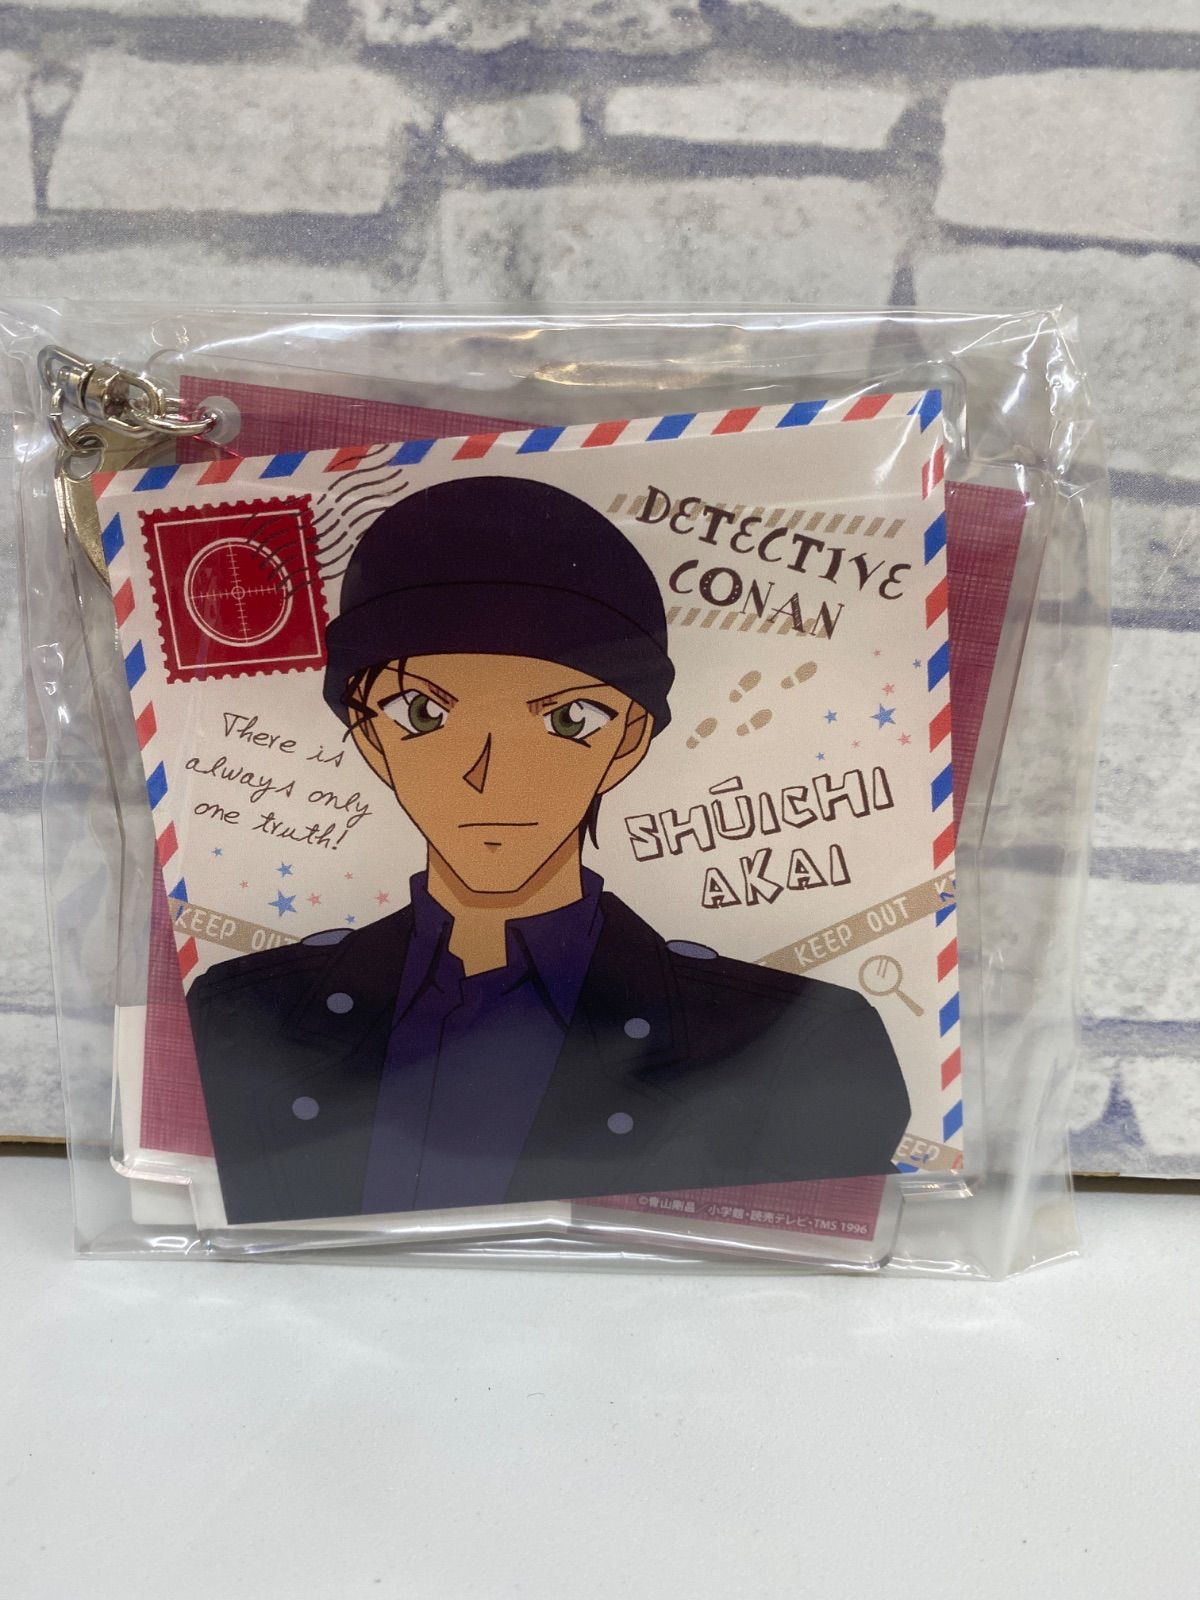 DETECTIVE
CONAN
There is
always only
one truth!
SHŪICHI
AKAI
KEEP OUT
KEEP OUT
KEEP
©青山剛昌／小学館・読売テレビ・TMS 1996